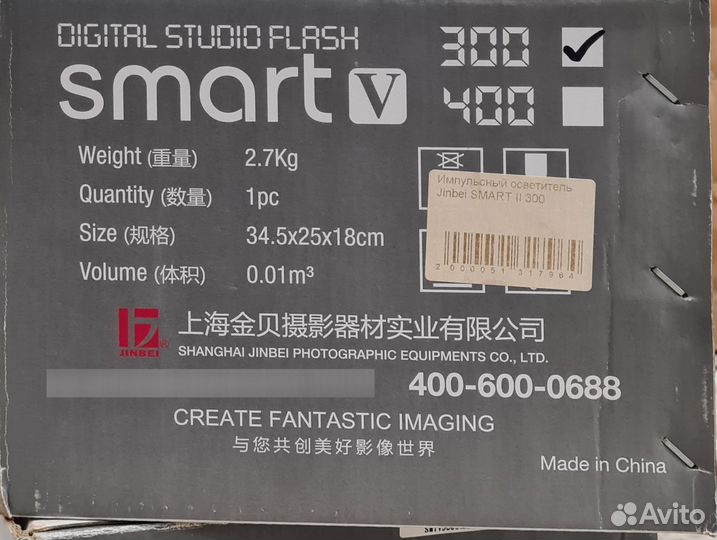 DIGITAL STUDIO FLASH
smart V
300
400
Weight (重量) 2.7Kg
Quantity (数量) 1pc
Size (规格) 34.5x25x18cm
Volume (体积) 0.01m³
Импульсный осветитель
Jinbei SMART II 300
2 000051 317964
JINBEI ®
上海金贝摄影器材实业有限公司
SHANGHAI JINBEI PHOTOGRAPHIC EQUIPMENTS CO., LTD.
400-600-0688
CREATE FANTASTIC IMAGING
与您共创美好影像世界
Made in China
Avito